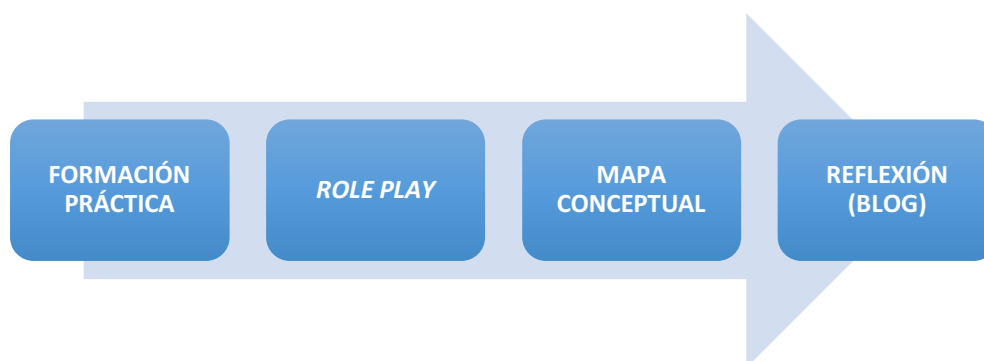 FORMACIÓN
PRÁCTICA
ROLE PLAY
MAPA
CONCEPTUAL
REFLEXIÓN
(BLOG)